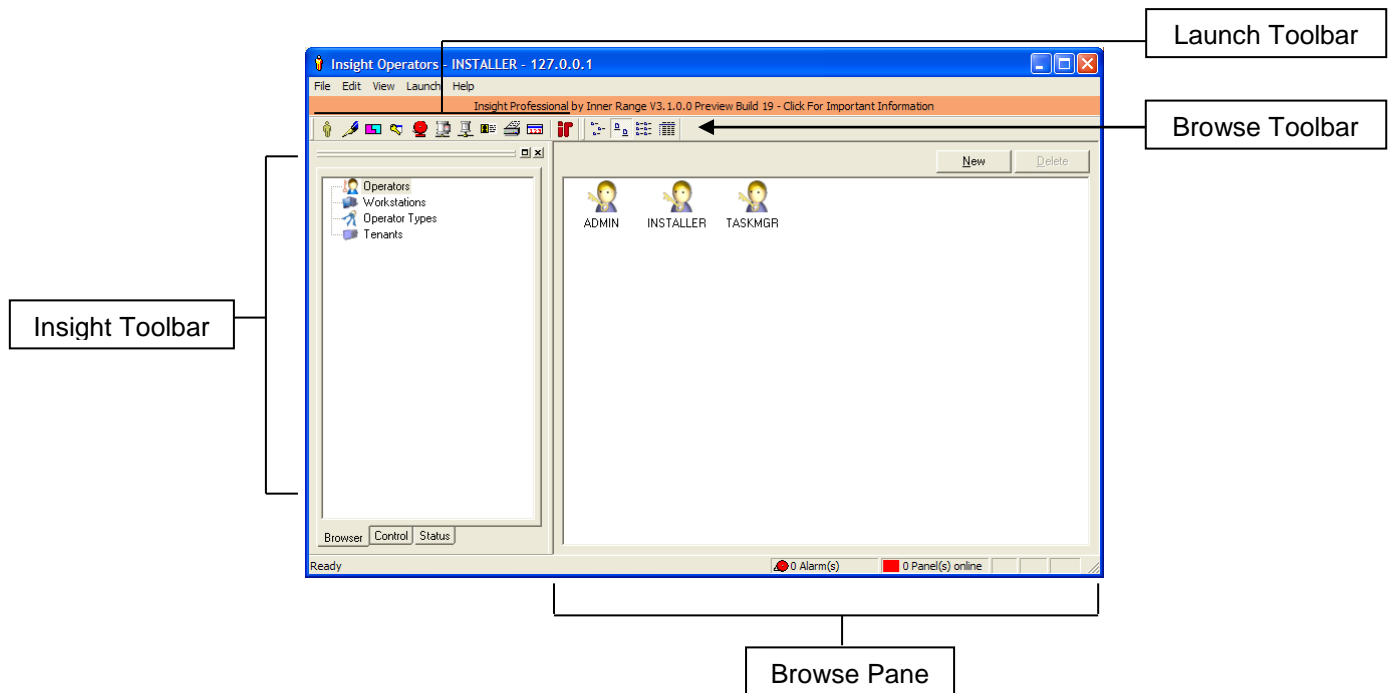 Launch Toolbar
Insight Operators - INSTALLER - 127.0.0.1
File Edit View Launch Help
Insight Professional by Inner Range V3.1.0.0 Preview Build 19 - Click For Important Information
Browse Toolbar
New Delete
Operators
Workstations
Operator Types
Tenants
ADMIN INSTALLER TASKMGR
Insight Toolbar
Browser Control Status
Ready 0 Alarm(s) 0 Panel(s) online
Browse Pane